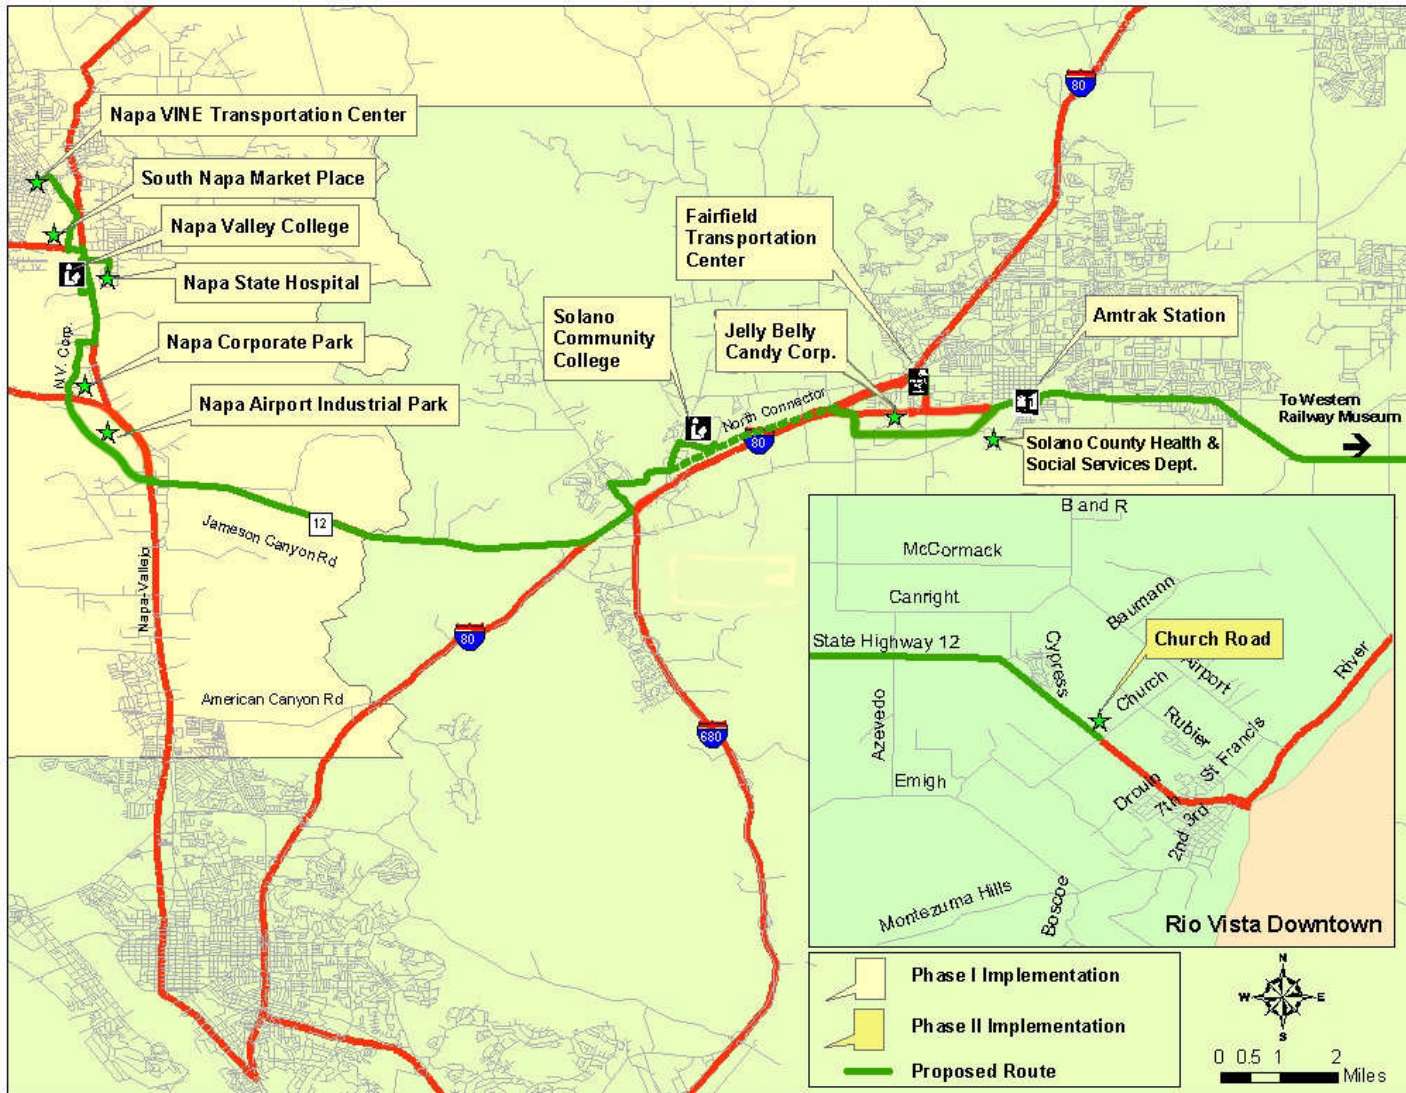 80
Napa VINE Transportation Center
South Napa Market Place
Napa Valley College
Napa State Hospital
Fairfield
Transportation
Center
Solano
Community
College
Jelly Belly
Candy Corp.
Amtrak Station
N.V. Corp.
Napa Corporate Park
Napa Airport Industrial Park
North Connector
80
To Western
Railway Museum
Solano County Health &
Social Services Dept.
12
Jameson Canyon Rd
Napa-Vallejo
80
American Canyon Rd
680
B and R
McCormack
Canright
Baumann
State Highway 12
Cypress
Church Road
Airport
River
Church
Azevedo
Rubier
St Francis
Emigh
Drouin
7th
3rd
2nd
Montezuma Hills
Boscoe
Rio Vista Downtown
Phase I Implementation
Phase II Implementation
Proposed Route
N
W
E
S
0 0.5 1 2
Miles